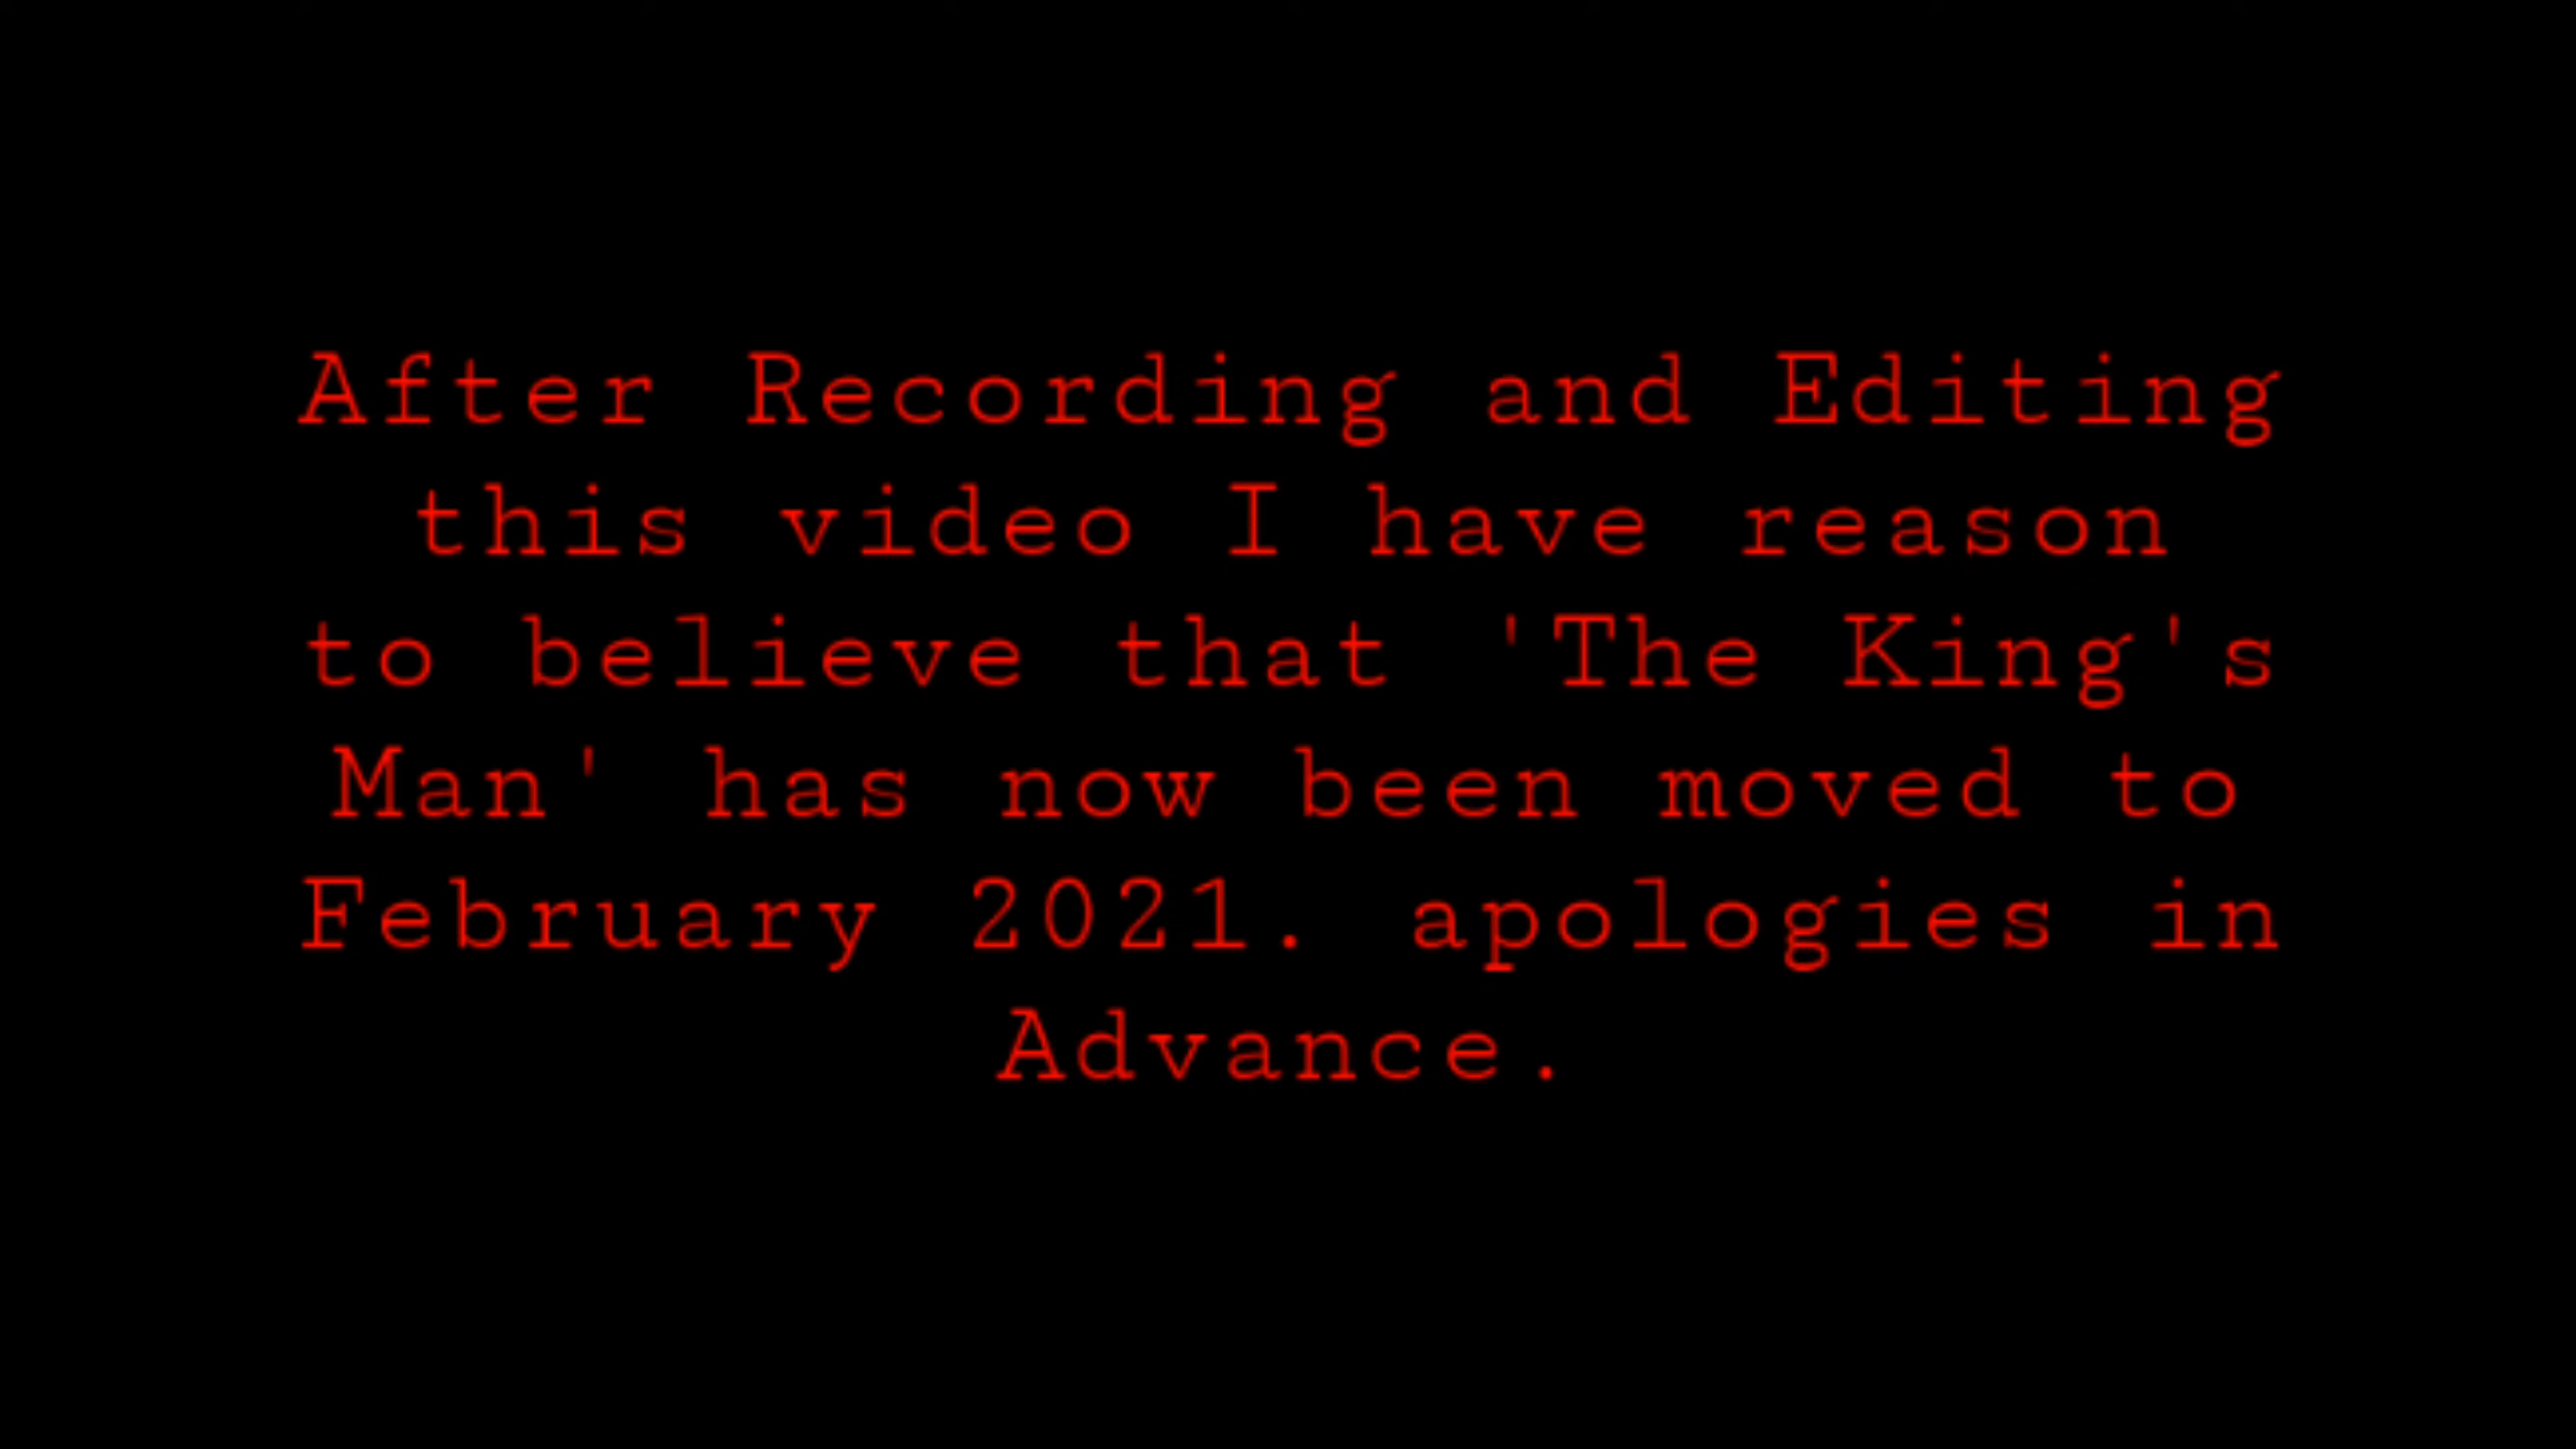 After Recording and Editing
this video I have reason
to believe that 'The King's
Man' has now been moved to
February 2021. apologies in
Advance.